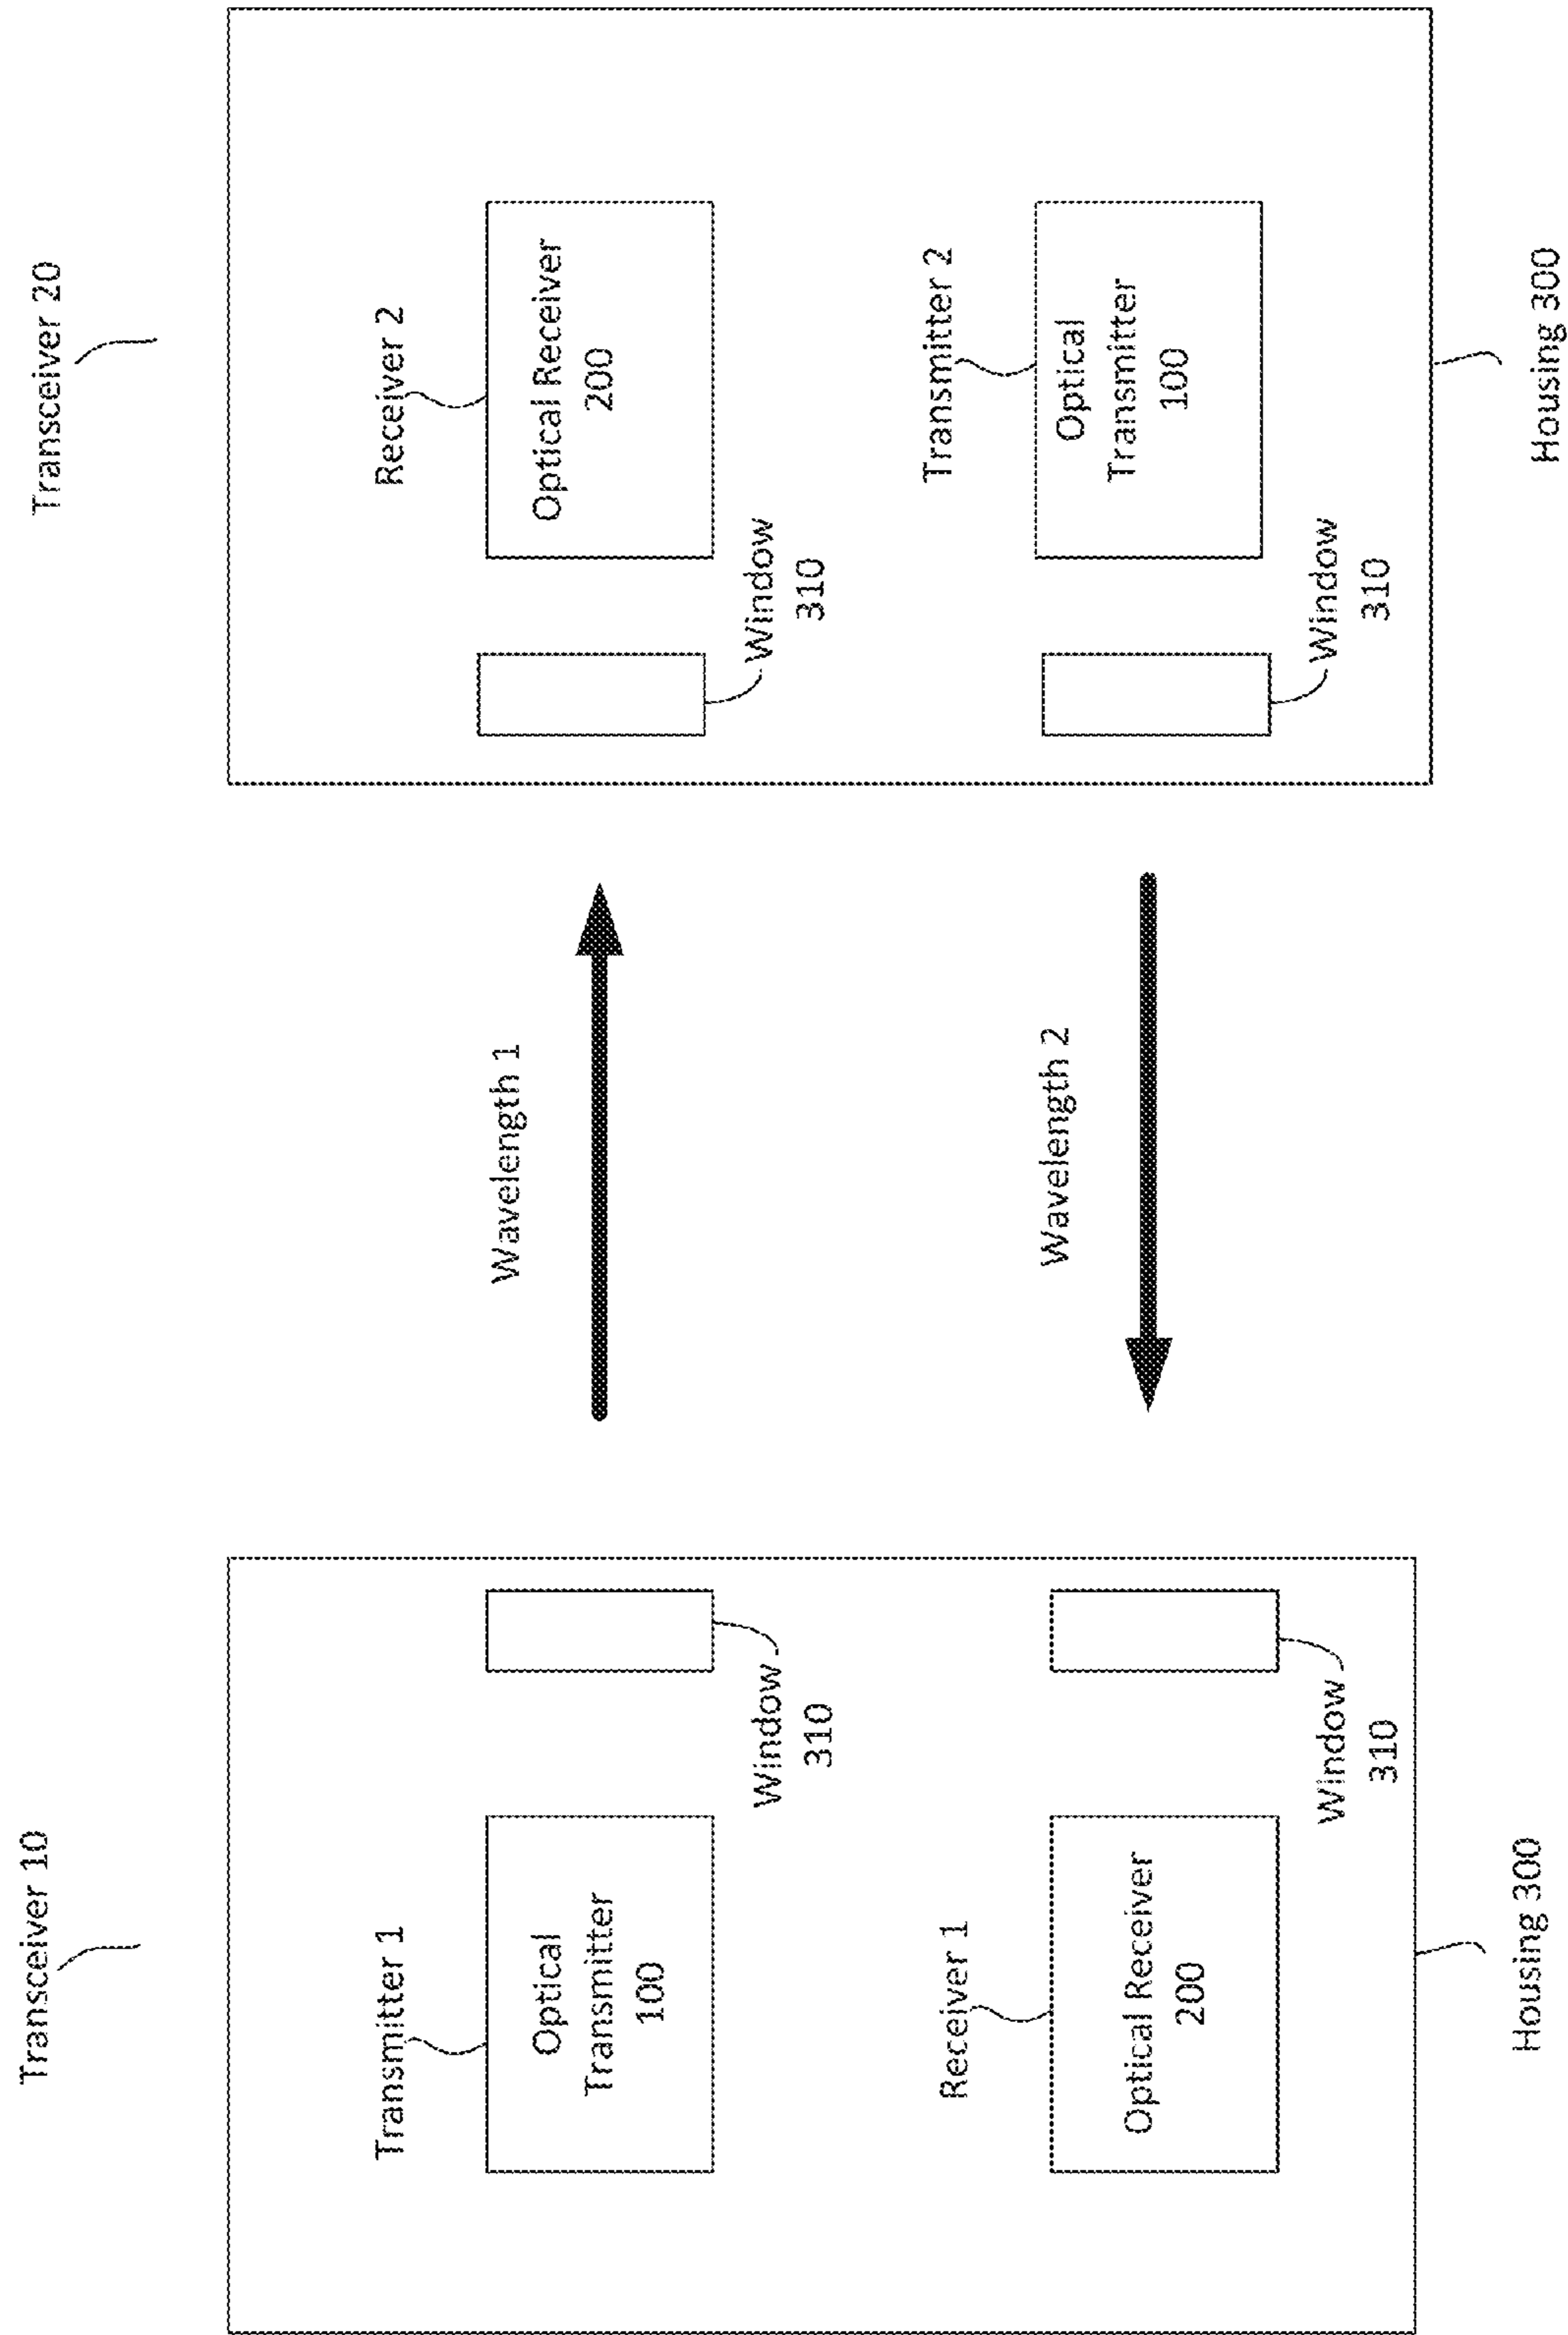 Transceiver 10
Transmitter 1
Optical
Transmitter
100
Window
310
Receiver 1
Optical Receiver
200
Window
310
Housing 300
Wavelength 1
Wavelength 2
Transceiver 20
Receiver 2
Optical Receiver
200
Window
310
Transmitter 2
Optical
Transmitter
100
Window
310
Housing 300